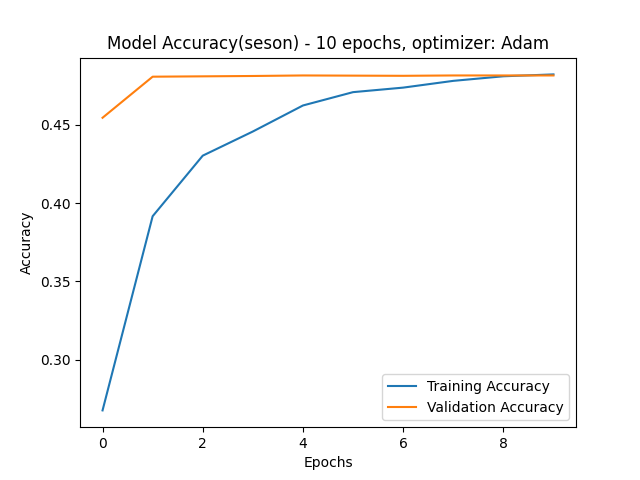 Model Accuracy(seson) - 10 epochs, optimizer: Adam
Accuracy
0.45
0.40
0.35
0.30
Training Accuracy
Validation Accuracy
0 2 4 6 8
Epochs